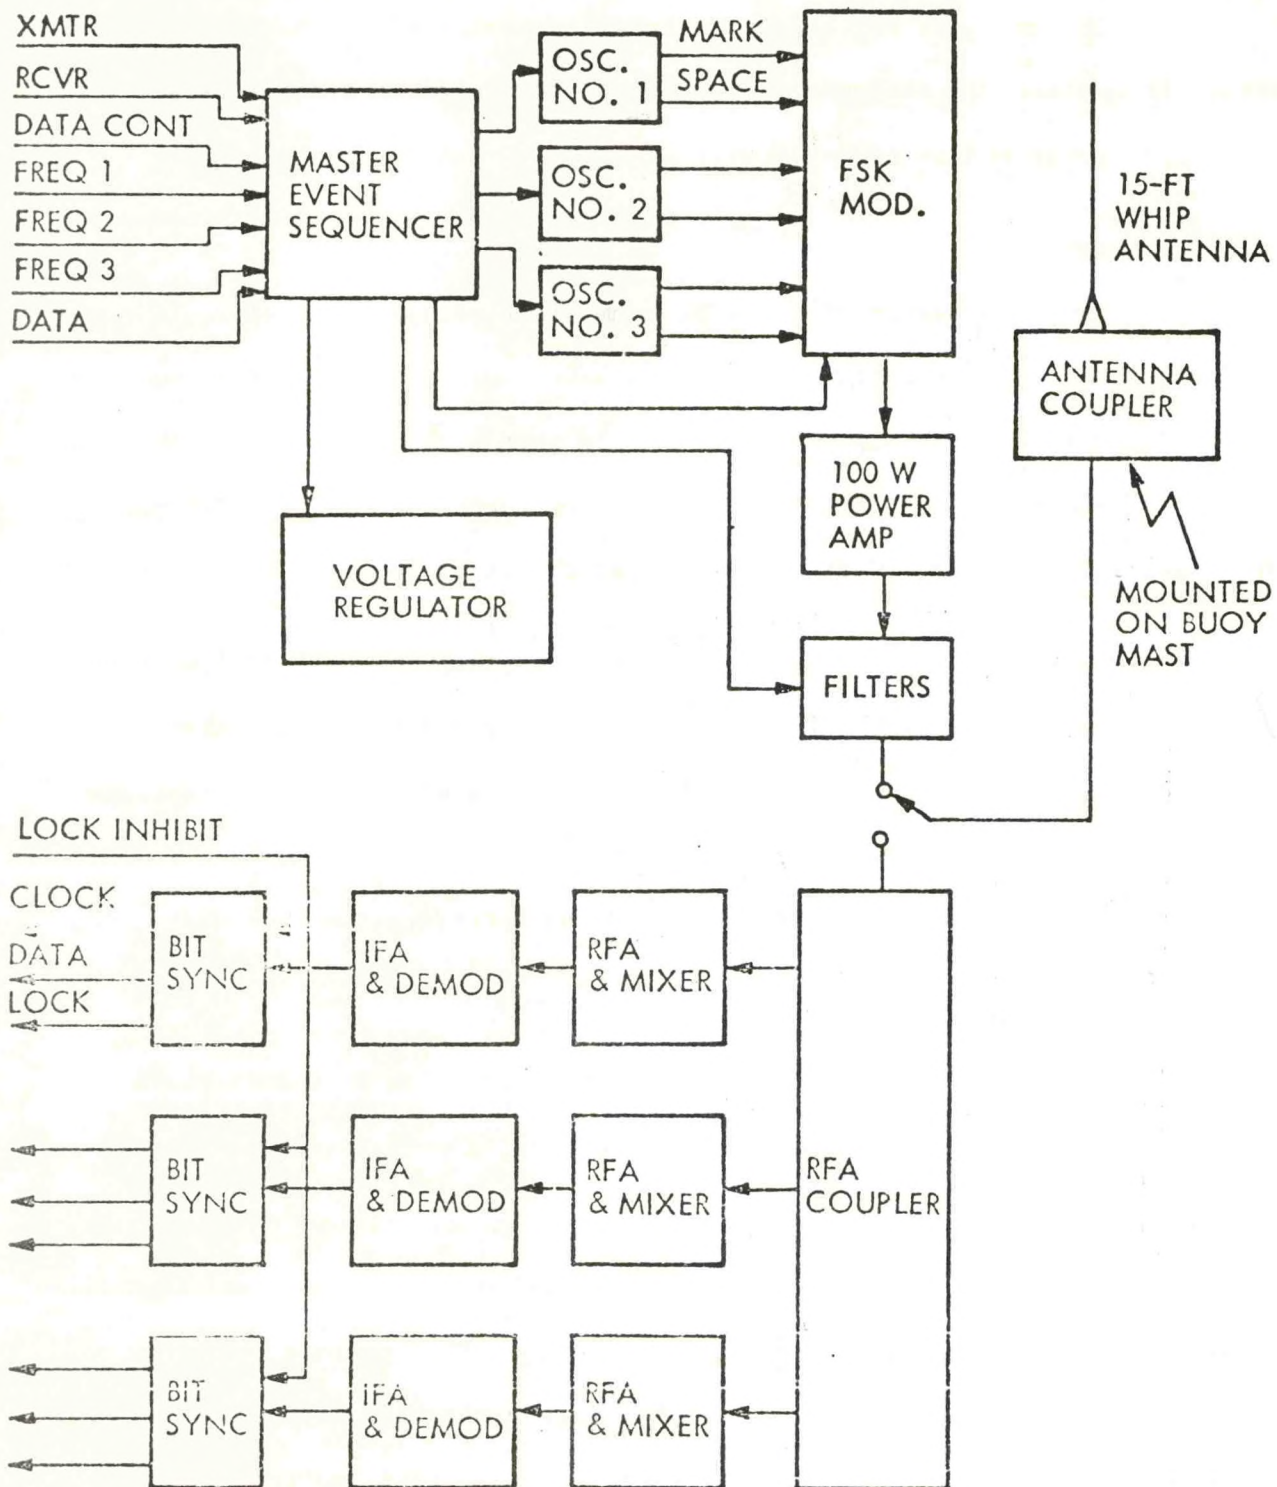 XMTR
RCVR
DATA CONT
FREQ 1
FREQ 2
FREQ 3
DATA
MASTER
EVENT
SEQUENCER
OSC.
NO. 1
OSC.
NO. 2
OSC.
NO. 3
MARK
SPACE
FSK
MOD.
15-FT
WHIP
ANTENNA
ANTENNA
COUPLER
100 W
POWER
AMP
MOUNTED
ON BUOY
MAST
VOLTAGE
REGULATOR
FILTERS
LOCK INHIBIT
CLOCK
DATA
LOCK
BIT
SYNC
IFA
& DEMOD
RFA
& MIXER
BIT
SYNC
IFA
& DEMOD
RFA
& MIXER
RFA
COUPLER
BIT
SYNC
IFA
& DEMOD
RFA
& MIXER